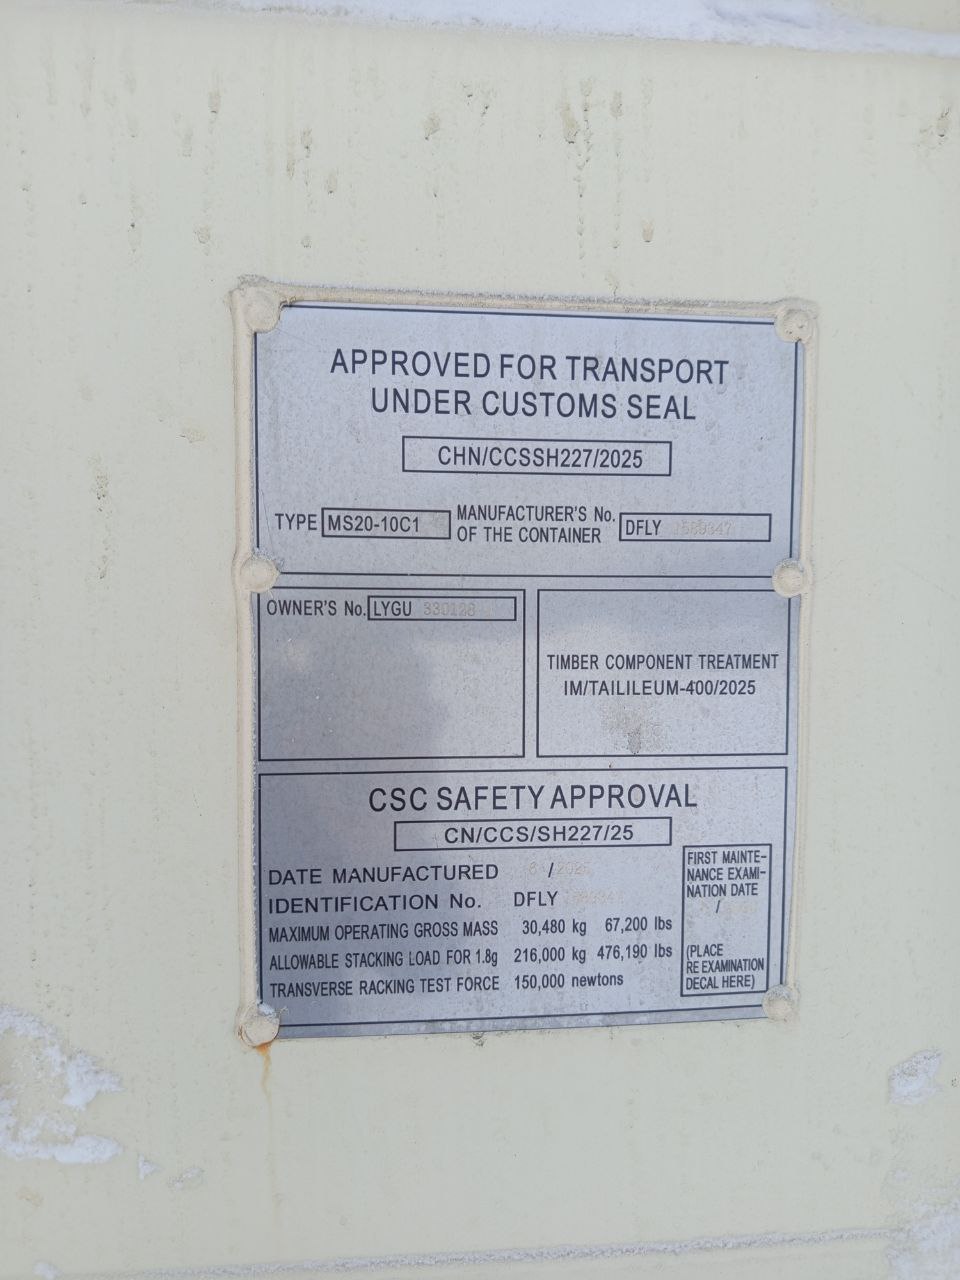 APPROVED FOR TRANSPORT
UNDER CUSTOMS SEAL
CHN/CCSSH227/2025
TYPE MS20-10C1
MANUFACTURER'S No.
OF THE CONTAINER
DFLY
OWNER'S No. LYGU
TIMBER COMPONENT TREATMENT
IM/TAILILEUM-400/2025
CSC SAFETY APPROVAL
CN/CCS/SH227/25
DATE MANUFACTURED /
IDENTIFICATION No. DFLY
MAXIMUM OPERATING GROSS MASS 30,480 kg 67,200 lbs
ALLOWABLE STACKING LOAD FOR 1.8g 216,000 kg 476,190 lbs
TRANSVERSE RACKING TEST FORCE 150,000 newtons
FIRST MAINTE-
NANCE EXAMI-
NATION DATE
/
(PLACE
RE EXAMINATION
DECAL HERE)